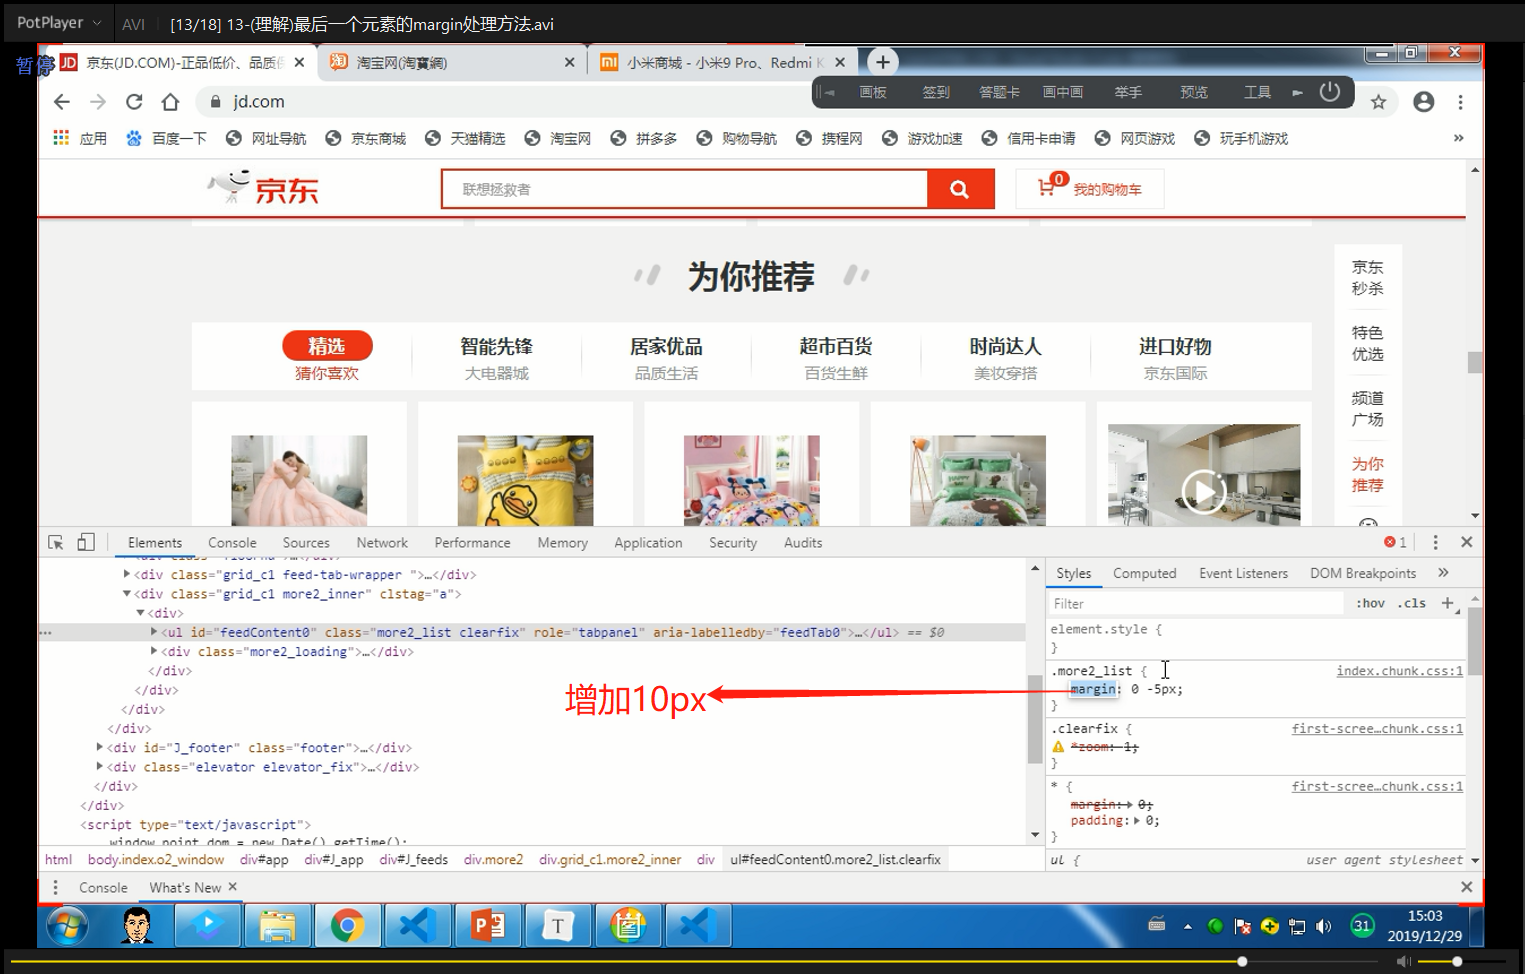 PotPlayer AVI [13/18] 13-(理解)最后一个元素的margin处理方法.avi
暂停
京东(JD.COM)-正品低价、品质 淘宝网(淘寶網) 小米商城 - 小米9 Pro、Redmi K
jd.com
画板 签到 答题卡 画中画 举手 预览 工具
应用 百度一下 网址导航 京东商城 天猫精选 淘宝网 拼多多 购物导航 携程网 游戏加速 信用卡申请 网页游戏 玩手机游戏 »
京东 联想拯救者 0 我的购物车
为你推荐
京东
秒杀
特色
优选
频道
广场
为你
推荐
精选 智能先锋 居家优品 超市百货 时尚达人 进口好物
猜你喜欢 大电器城 品质生活 百货生鲜 美妆穿搭 京东国际
Elements Console Sources Network Performance Memory Application Security Audits 1
<div class="grid_c1 feed-tab-wrapper ">…</div>
<div class="grid_c1 more2_inner" clstag="a">
<div>
<ul id="feedContent0" class="more2_list clearfix" role="tabpanel" aria-labelledby="feedTab0">…</ul> == $0
<div class="more2_loading">…</div>
</div>
</div>
</div>
</div>
<div id="J_footer" class="footer">…</div>
<div class="elevator elevator_fix">…</div>
</div>
</div>
<script type="text/javascript">
window.point_dom = new Date().getTime();
增加10px
Styles Computed Event Listeners DOM Breakpoints »
Filter :hov .cls +
element.style {
}
.more2_list { index.chunk.css:1
margin: 0 -5px;
}
.clearfix { first-scree…chunk.css:1
*zoom: 1;
}
* { first-scree…chunk.css:1
margin: 0;
padding: 0;
}
ul { user agent stylesheet
html body.index.o2_window div#app div#J_app div#J_feeds div.more2 div.grid_c1.more2_inner div ul#feedContent0.more2_list.clearfix
Console What's New
T 31 15:03
2019/12/29